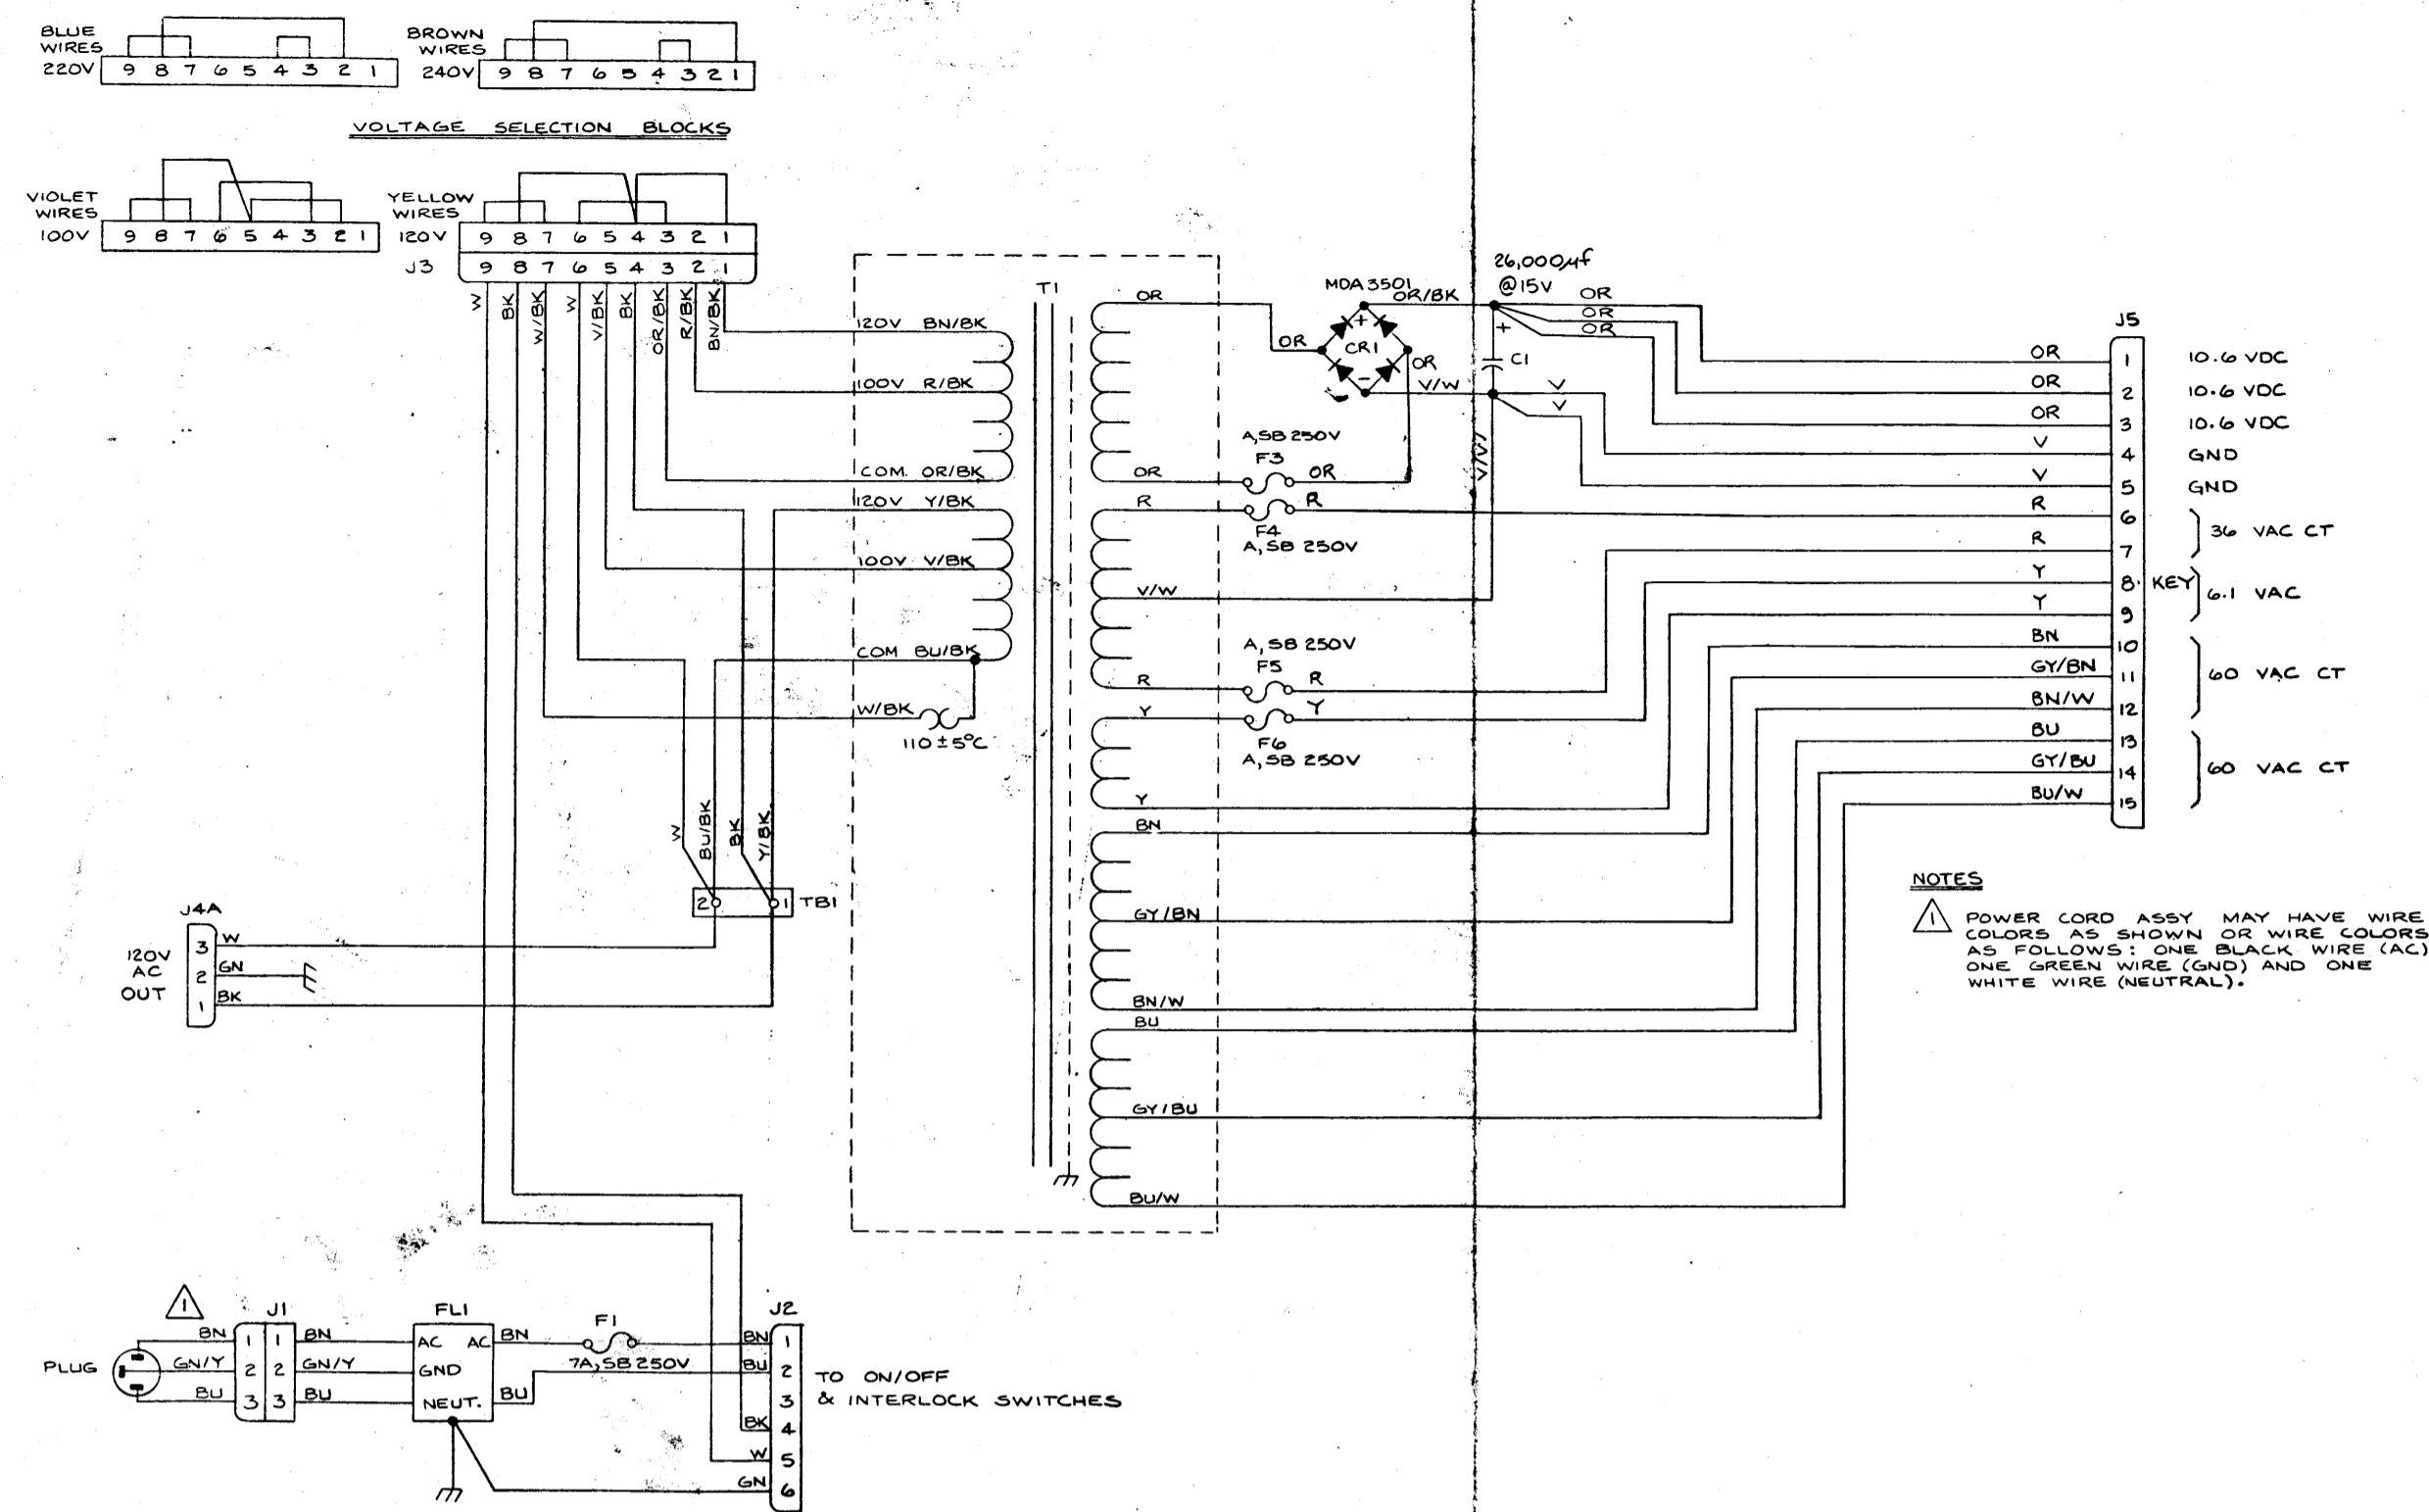 BLUE
WIRES
220V
9 8 7 6 5 4 3 2 1
BROWN
WIRES
240V
9 8 7 6 5 4 3 2 1
VOLTAGE SELECTION BLOCKS
VIOLET
WIRES
100V
9 8 7 6 5 4 3 2 1
YELLOW
WIRES
120V
9 8 7 6 5 4 3 2 1
J3
9 8 7 6 5 4 3 2 1
W
BK
W/BK
W
V/BK
BK
OR/BK
R/BK
BN/BK
120V BN/BK
100V R/BK
COM. OR/BK
120V Y/BK
100V V/BK
COM BU/BK
W/BK
110±5°C
T1
OR
OR
R
V/W
R
Y
Y
BN
GY/BN
BN/W
BU
GY/BU
BU/W
MDA3501
OR/BK
OR
CR1
+
-
OR
V/W
26,000µf
@15V
+
C1
OR
OR
OR
V
V
V/W
A,SB 250V
F3
OR
R
F4
A,SB 250V
A,SB 250V
F5
R
Y
F6
A,SB 250V
J5
OR 1 10.6 VDC
OR 2 10.6 VDC
OR 3 10.6 VDC
V 4 GND
V 5 GND
R 6
36 VAC CT
R 7
Y 8 KEY
6.1 VAC
Y 9
BN 10
GY/BN 11
60 VAC CT
BN/W 12
BU 13
GY/BU 14
60 VAC CT
BU/W 15
W
BU/BK
BK
Y/BK
2 1 TB1
J4A
120V
AC
OUT
3 W
2 GN
1 BK
NOTES
1 POWER CORD ASSY MAY HAVE WIRE
COLORS AS SHOWN OR WIRE COLORS
AS FOLLOWS: ONE BLACK WIRE (AC)
ONE GREEN WIRE (GND) AND ONE
WHITE WIRE (NEUTRAL).
1
J1
FL1
F1
J2
PLUG
BN 1 1 BN
GN/Y 2 2 GN/Y
BU 3 3 BU
AC AC
GND
NEUT.
BN
BU
7A,SB 250V
BN 1
BU 2
3
BK 4
W 5
GN 6
TO ON/OFF
& INTERLOCK SWITCHES